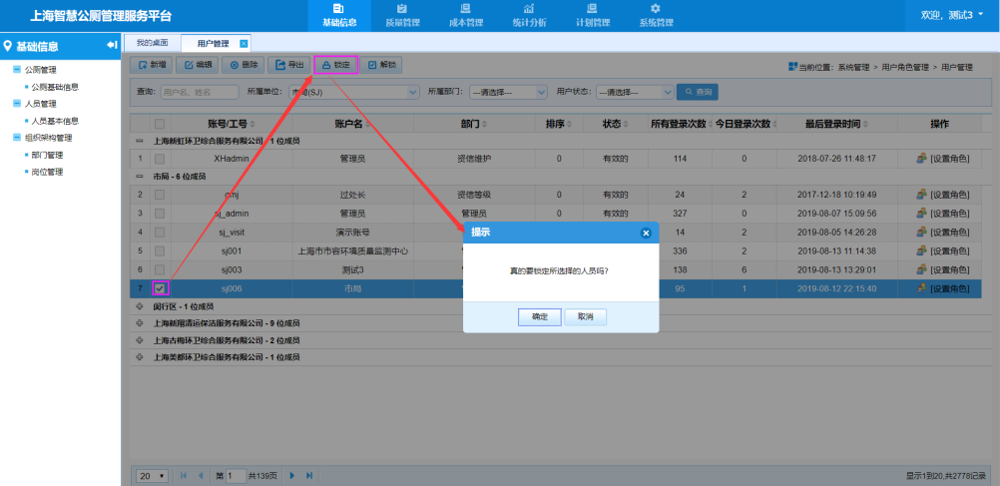 上海智慧公厕管理服务平台
基础信息 质量管理 成本管理 统计分析 计划管理 系统管理
欢迎, 测试3
基础信息
公厕管理
公厕基础信息
人员管理
人员基本信息
组织架构管理
部门管理
岗位管理
我的桌面 用户管理
新增 编辑 删除 导出 锁定 解锁
当前位置: 系统管理 > 用户角色管理 > 用户管理
查询: 用户名、姓名 所属单位: 市局(SJ) 所属部门: ---请选择--- 用户状态: ---请选择--- 查询
账号/工号 账户名 部门 排序 状态 所有登录次数 今日登录次数 最后登录时间 操作
上海新虹环卫综合服务有限公司 - 1 位成员
1 XHadmin 管理员 资信维护 0 有效的 114 0 2018-07-26 11:48:17 [设置角色]
市局 - 6 位成员
2 过处长 资信等级 0 有效的 24 2 2017-12-18 10:19:49 [设置角色]
3 sj_admin 管理员 管理员 0 有效的 327 0 2019-08-07 15:09:56 [设置角色]
4 sj_visit 演示账号 14 2 2019-08-05 14:26:28 [设置角色]
5 sj001 上海市市容环境质量监测中心 336 2 2019-08-13 11:14:38 [设置角色]
6 sj003 测试3 138 6 2019-08-13 13:29:01 [设置角色]
7 sj006 市局 95 1 2019-08-12 22:15:40 [设置角色]
闵行区 - 1 位成员
上海新翔清运保洁服务有限公司 - 9 位成员
上海古梅环卫综合服务有限公司 - 2 位成员
上海美都环卫综合服务有限公司 - 1 位成员
提示
真的要锁定所选择的人员吗?
确定 取消
20 第 1 共139页
显示1到20,共2778记录